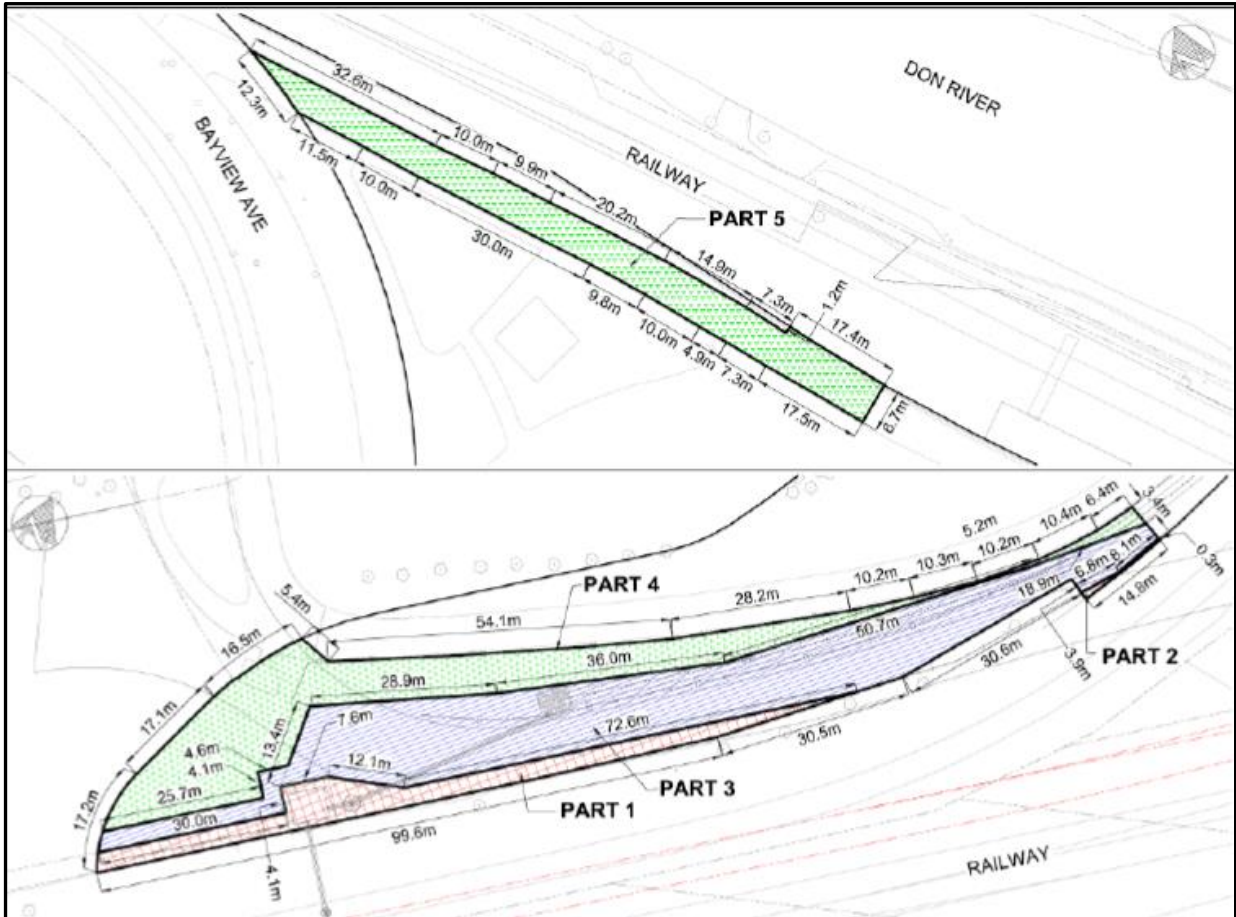 DON RIVER
32.6m
12.3m
BAYVIEW AVE
10.0m
RAILWAY
9.9m
11.5m
10.0m
20.2m
PART 5
30.0m
14.9m
7.3m
1.2m
9.8m
17.4m
10.0m
4.9m
7.3m
17.5m
8.7m
6.4m
3.4m
10.4m
5.2m
10.2m
10.3m
10.2m
0.3m
8.1m
6.8m
18.9m
14.8m
PART 4
5.4m
28.2m
54.1m
16.5m
50.7m
36.0m
30.6m
3.9m
PART 2
28.9m
17.1m
7.6m
13.4m
72.6m
4.6m
4.1m
12.1m
30.5m
25.7m
PART 3
17.2m
30.0m
PART 1
99.6m
4.1m
RAILWAY